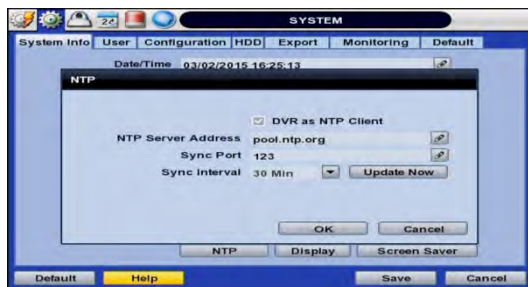 24
SYSTEM
System Info User Configuration HDD Export Monitoring Default
Date/Time 03/02/2015 16:25:13
NTP
DVR as NTP Client
NTP Server Address pool.ntp.org
Sync Port 123
Sync Interval 30 Min Update Now
OK Cancel
NTP Display Screen Saver
Default Help Save Cancel